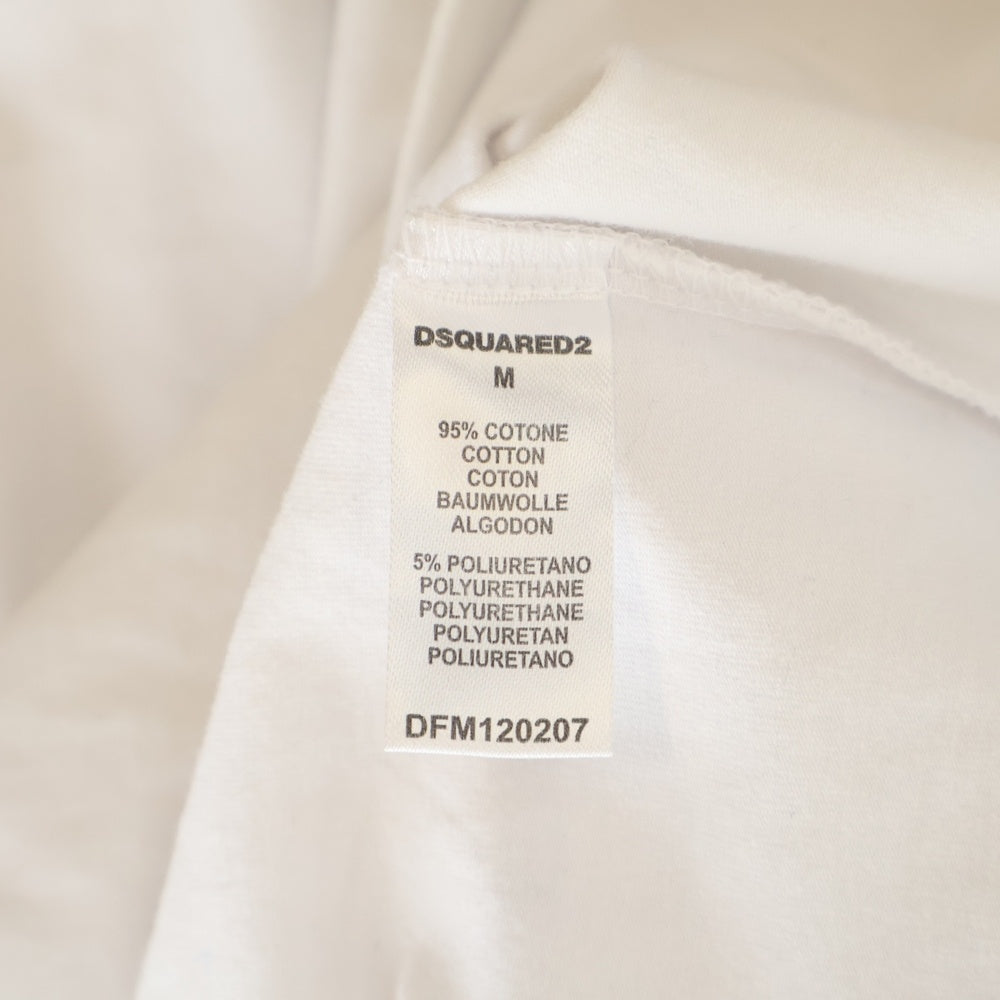 DSQUARED2
M
95% COTONE
COTTON
COTON
BAUMWOLLE
ALGODON
5% POLIURETANO
POLYURETHANE
POLYURETHANE
POLYURETAN
POLIURETANO
DFM120207